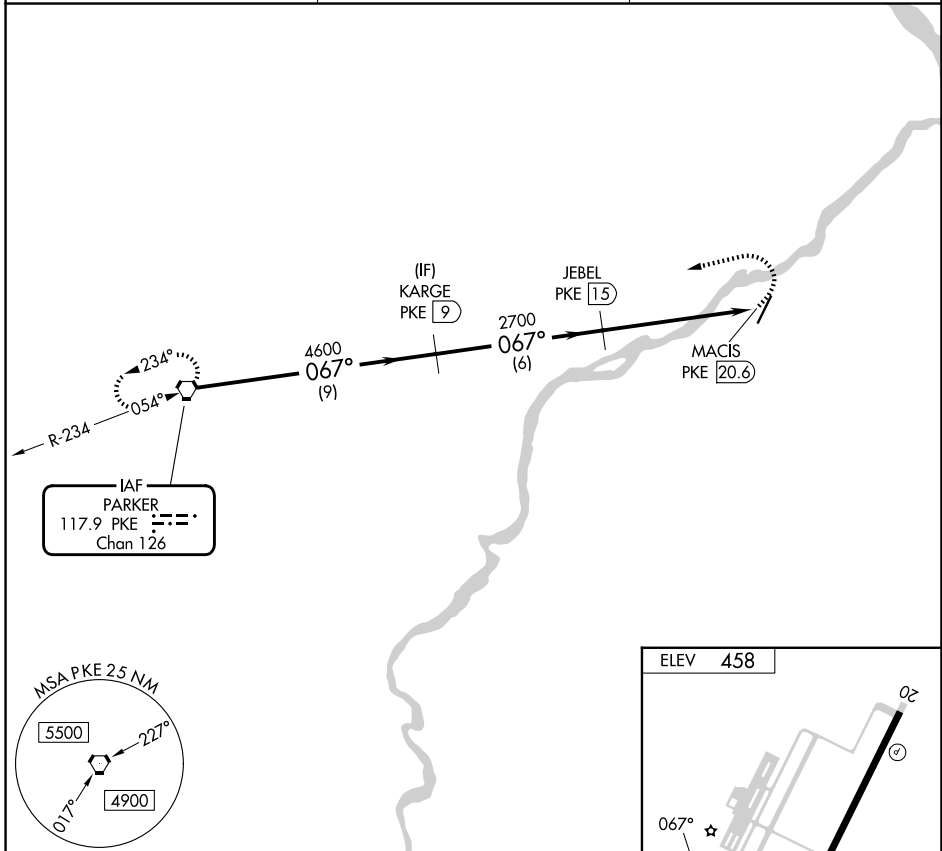 (IF)
KARGE
PKE 9
JEBEL
PKE 15
4600
067°
(9)
2700
067°
(6)
MACIS
PKE 20.6
234°
054°
R-234
IAF
PARKER
117.9 PKE
Chan 126
MSA PKE 25 NM
5500
227°
017°
4900
ELEV 458
20
P
067°